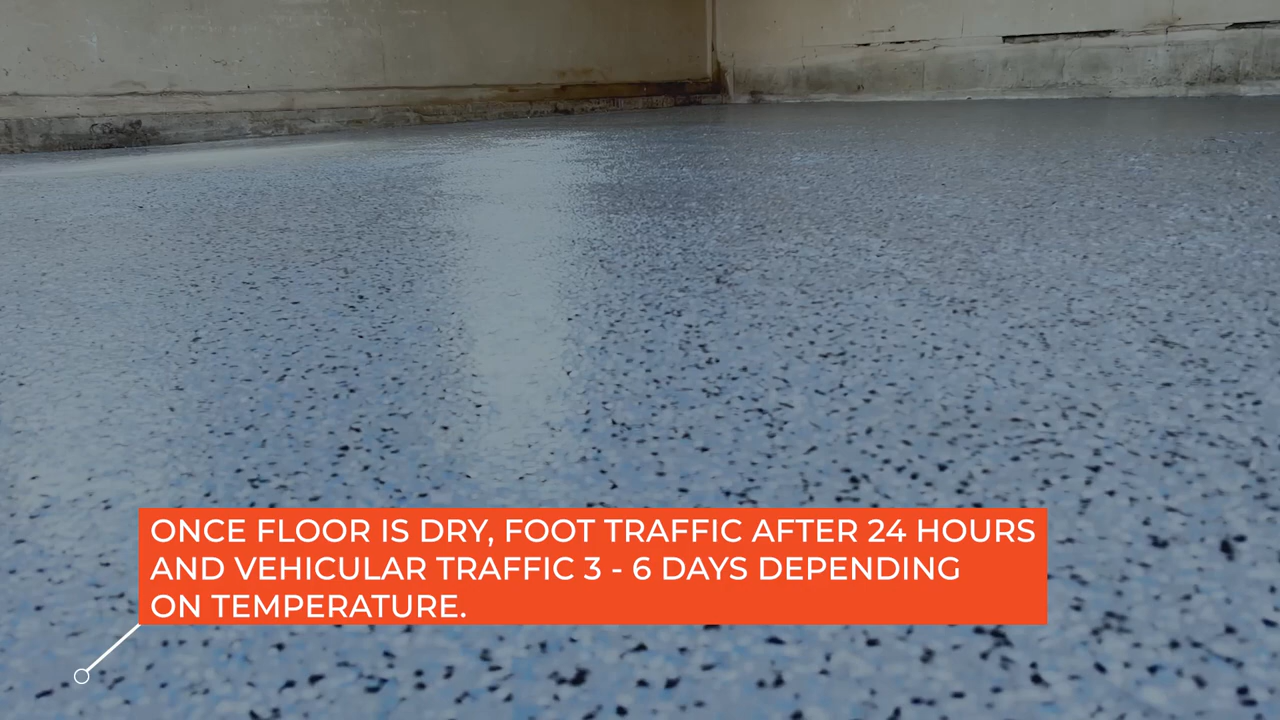 ONCE FLOOR IS DRY, FOOT TRAFFIC AFTER 24 HOURS
AND VEHICULAR TRAFFIC 3 - 6 DAYS DEPENDING
ON TEMPERATURE.